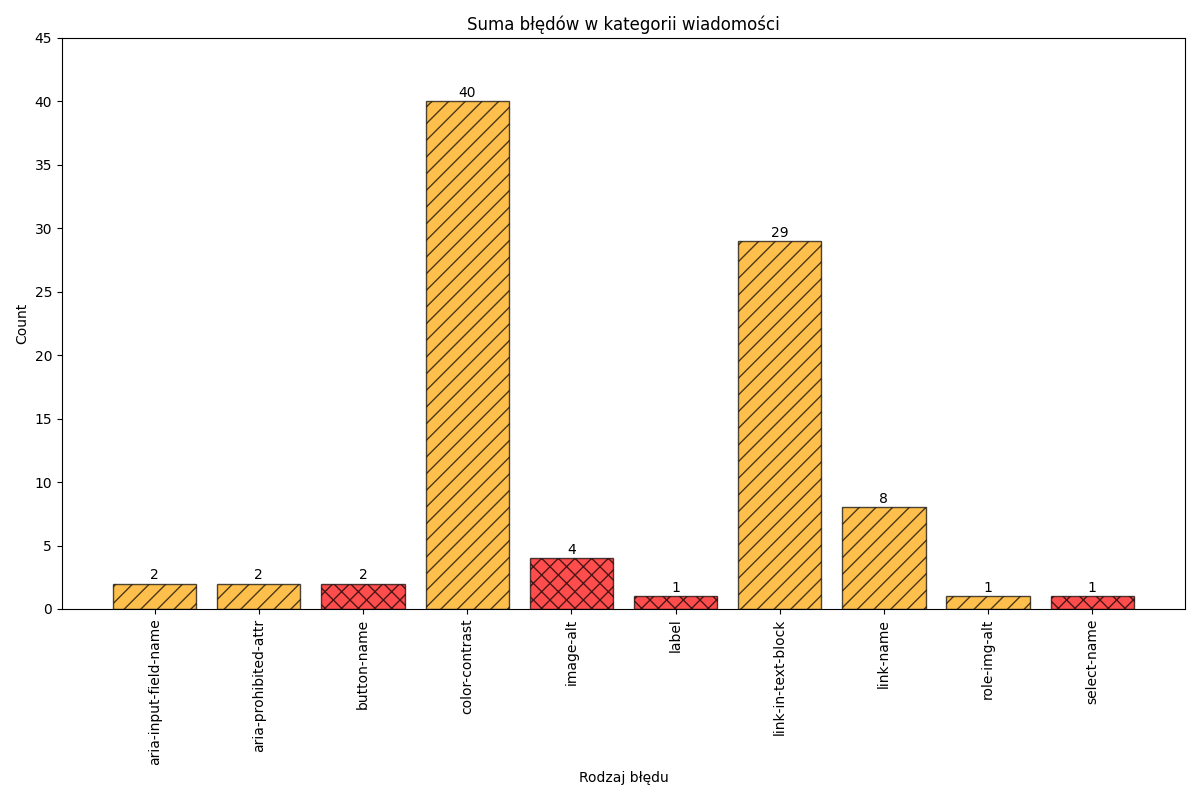 Suma błędów w kategorii wiadomości
45
40
35
30
25
20
15
10
5
0
Count
2
2
2
40
4
1
29
8
1
1
aria-input-field-name
aria-prohibited-attr
button-name
color-contrast
image-alt
label
link-in-text-block
link-name
role-img-alt
select-name
Rodzaj błędu